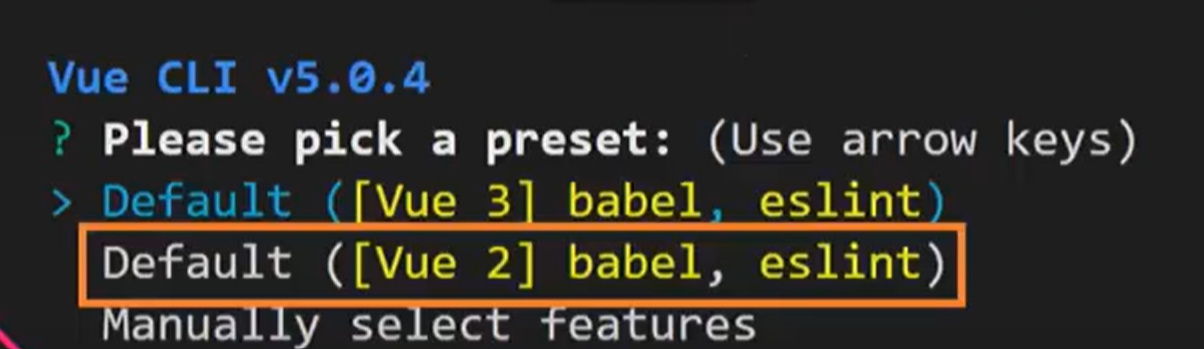 Vue CLI v5.0.4
? Please pick a preset: (Use arrow keys)
> Default ([Vue 3] babel, eslint)
Default ([Vue 2] babel, eslint)
Manually select features